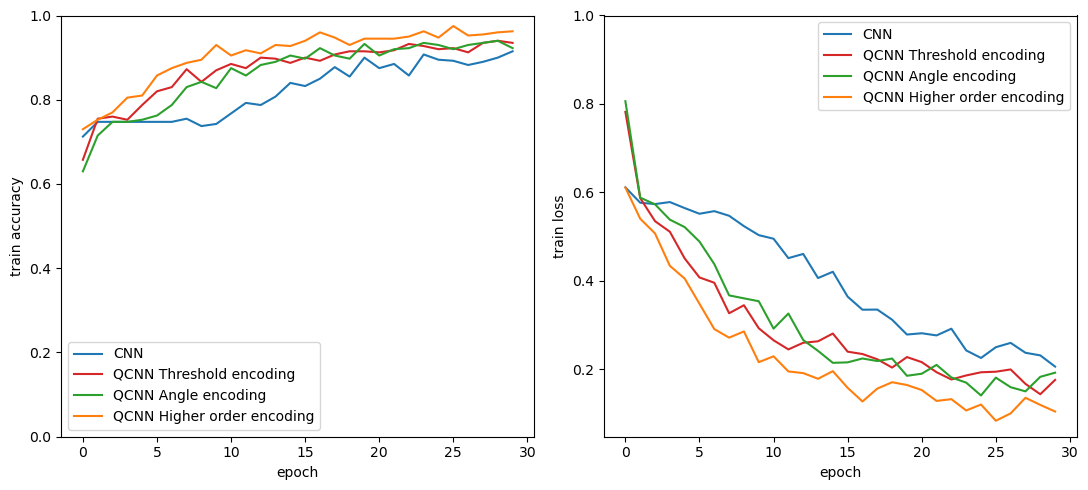 1.0
0.8
0.6
0.4
0.2
0.0
train accuracy
0 5 10 15 20 25 30
epoch
CNN
QCNN Threshold encoding
QCNN Angle encoding
QCNN Higher order encoding
1.0
0.8
0.6
0.4
0.2
train loss
0 5 10 15 20 25 30
epoch
CNN
QCNN Threshold encoding
QCNN Angle encoding
QCNN Higher order encoding